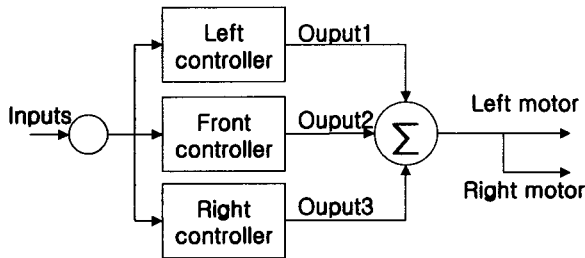 Left
controller
Ouput1
Inputs
Front
controller
Ouput2
Σ
Left motor
Right motor
Right
controller
Ouput3